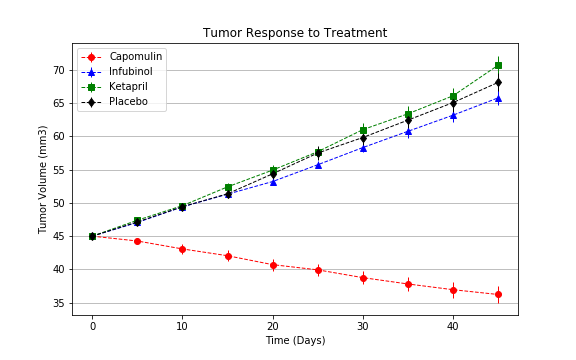 Tumor Response to Treatment
Capomulin
Infubinol
Ketapril
Placebo
Tumor Volume (mm3)
70
65
60
55
50
45
40
35
0
10
20
30
40
Time (Days)